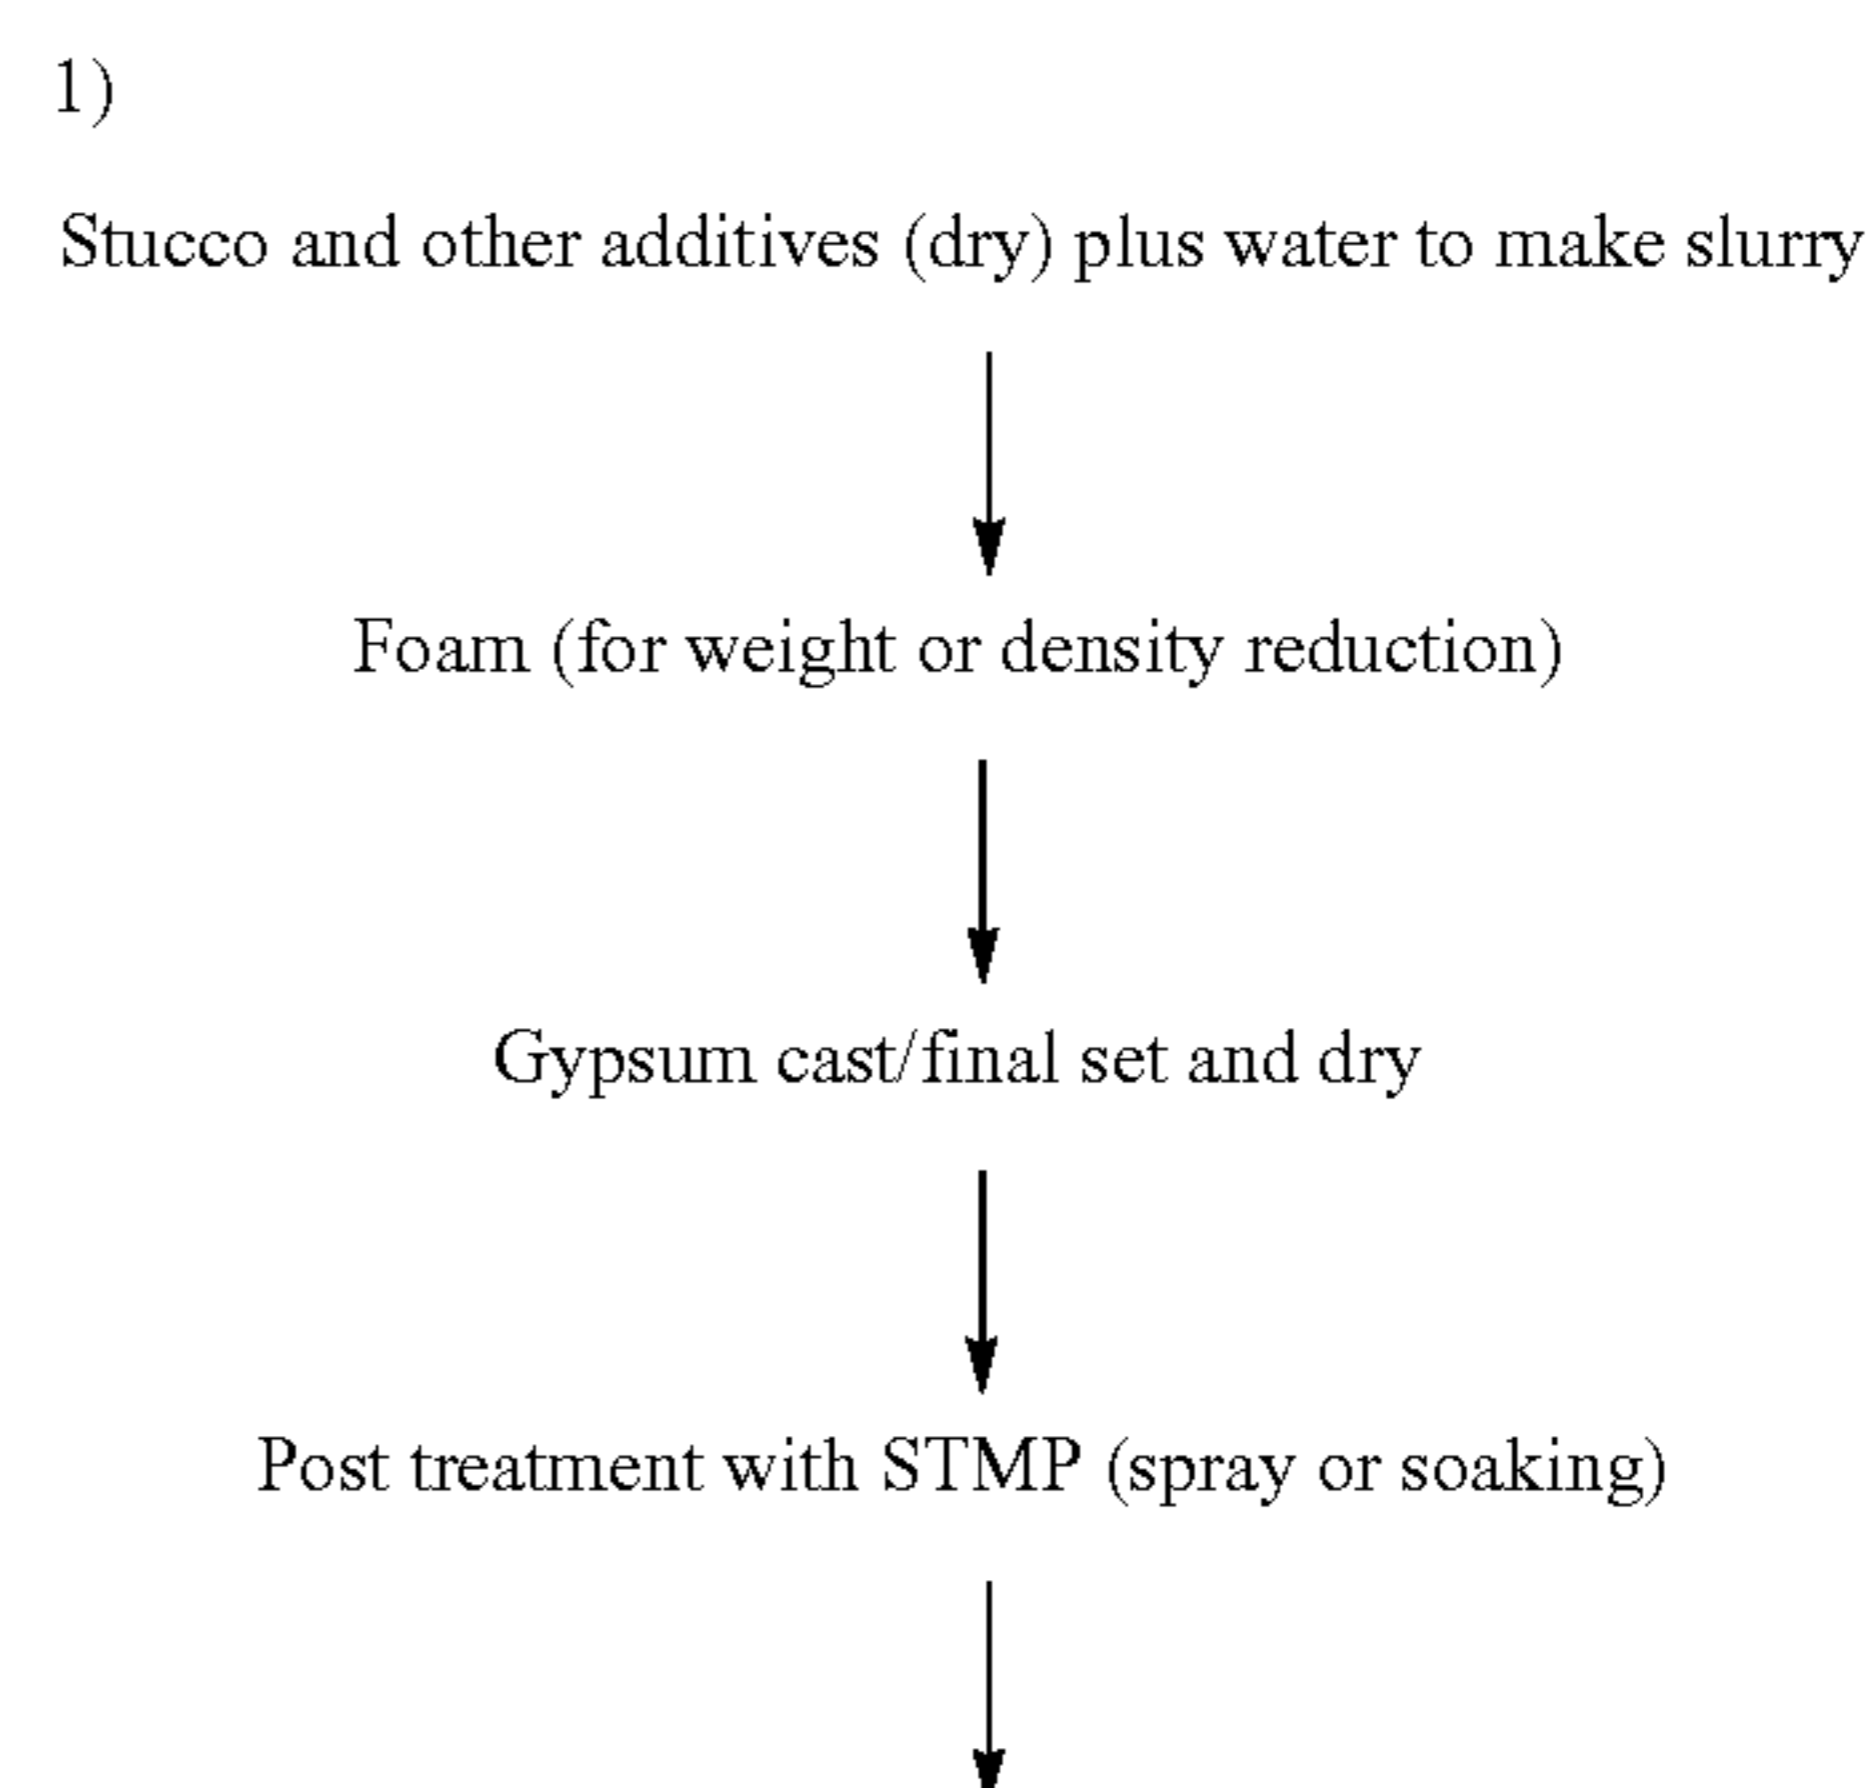 1)
Stucco and other additives (dry) plus water to make slurry
Foam (for weight or density reduction)
Gypsum cast/final set and dry
Post treatment with STMP (spray or soaking)